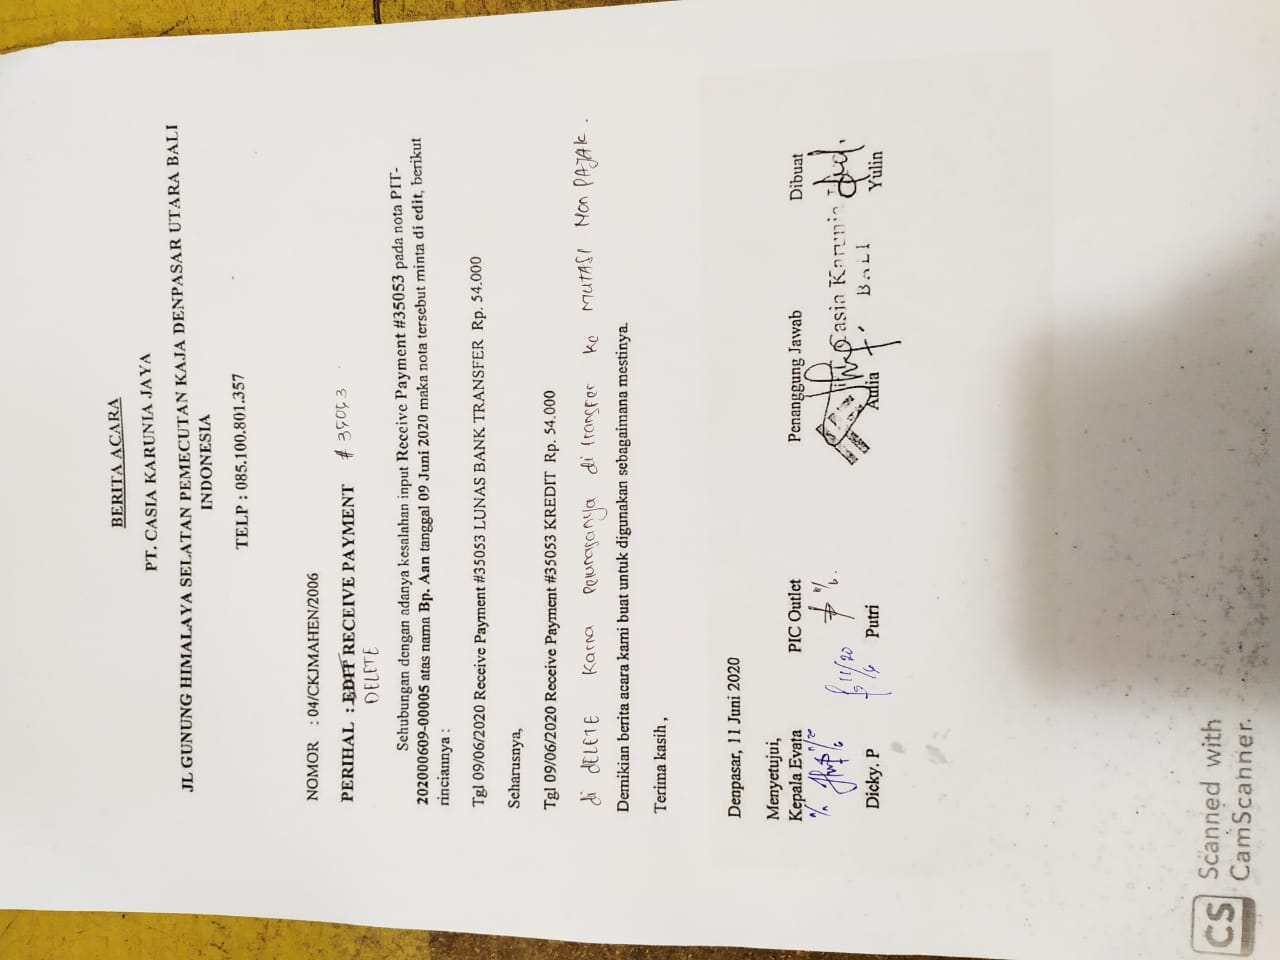 BERITA ACARA
PT. CASIA KARUNIA JAYA
JL GUNUNG HIMALAYA SELATAN PEMECUTAN KAJA DENPASAR UTARA BALI
INDONESIA
TELP : 085.100.801.357
NOMOR : 04/CKJMAHEN/2006
PERIHAL : EDIT RECEIVE PAYMENT # 35053
DELETE
Sehubungan dengan adanya kesalahan input Receive Payment #35053 pada nota PIT-
202000609-00005 atas nama Bp. Aan tanggal 09 Juni 2020 maka nota tersebut minta di edit, berikut
rinciannya :
Tgl 09/06/2020 Receive Payment #35053 LUNAS BANK TRANSFER Rp. 54.000
Seharusnya,
Tgl 09/06/2020 Receive Payment #35053 KREDIT Rp. 54.000
di DELETE karna pelunasannya di transfer ke MUTASI NON PAJAK.
Demikian berita acara kami buat untuk digunakan sebagaimana mestinya.
Terima kasih ,
Denpasar, 11 Juni 2020
Menyetujui,
Kepala Evata PIC Outlet Penanggung Jawab Dibuat
11/20
Casia Karunia
BALI
Dicky. P Putri Aulia Yulin
CS Scanned with
CamScanner